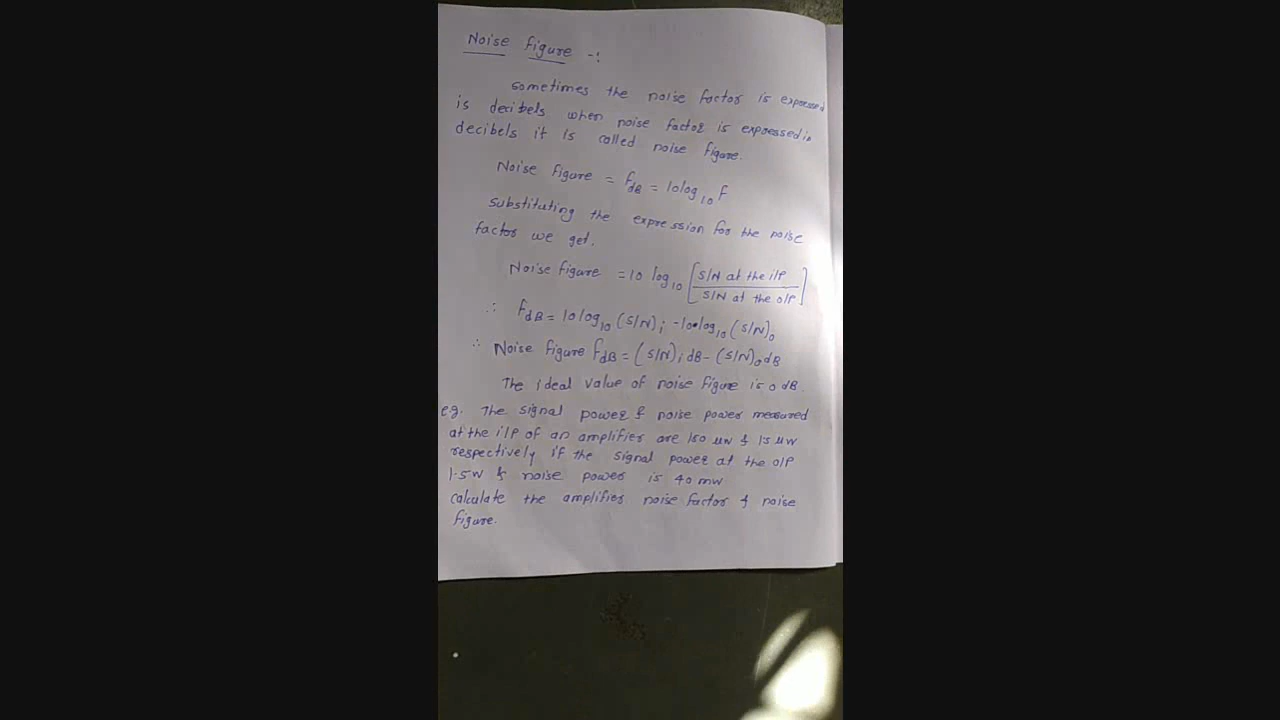 Noise figure -:
Sometimes the noise factor is expressed
is decibels when noise factor is expressed in
decibels it is called noise figure.
Noise figure = FdB = 10log10 F
Substituting the expression for the noise
factor we get.
Noise figure = 10 log10 [S/N at the i/P / S/N at the o/P]
∴ FdB = 10log10 (S/N)i - 10log10 (S/N)o
∴ Noise figure FdB = (S/N)i dB - (S/N)o dB
The ideal value of noise figure is 0 dB.
eg. The signal power & noise power measured
at the i/P of an amplifier are 150 μw & 15 μw
respectively if the signal power at the o/P
1.5w & noise power is 40 mw
calculate the amplifier noise factor & noise
figure.